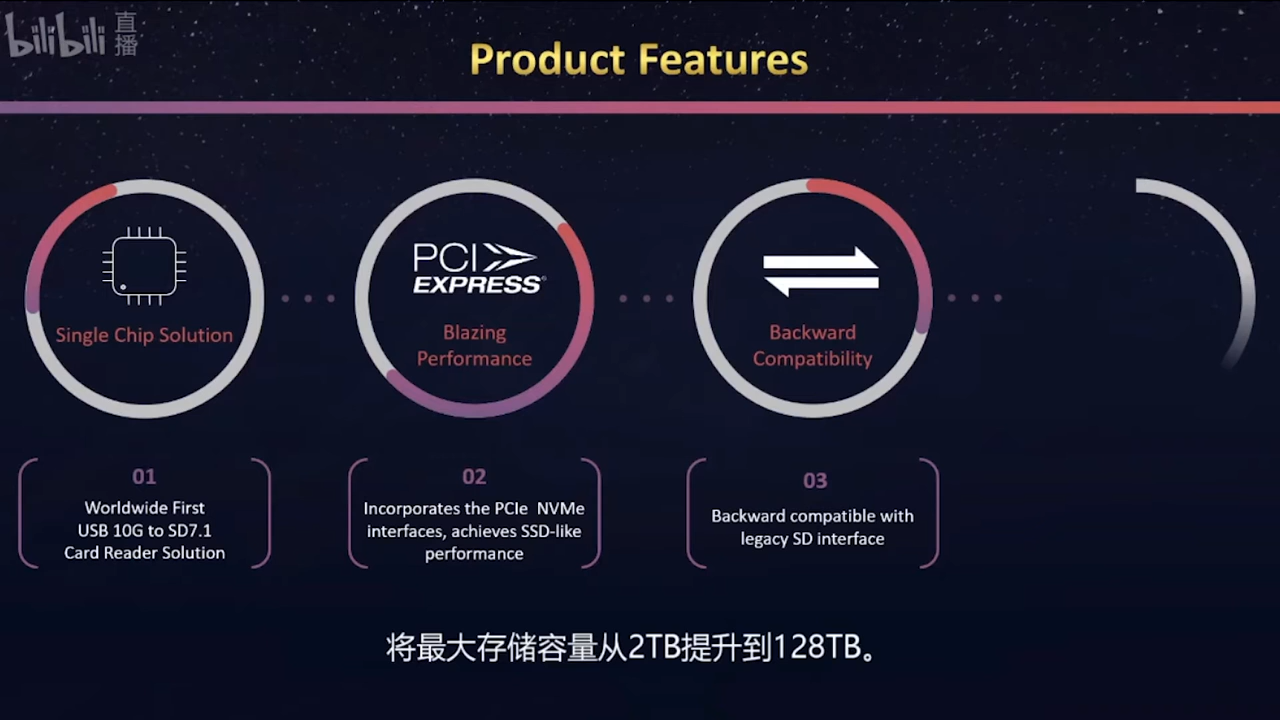 bilibili 直播
Product Features
Single Chip Solution
PCI
EXPRESS®
Blazing
Performance
Backward
Compatibility
01
Worldwide First
USB 10G to SD7.1
Card Reader Solution
02
Incorporates the PCIe NVMe
interfaces, achieves SSD-like
performance
03
Backward compatible with
legacy SD interface
将最大存储容量从2TB提升到128TB。